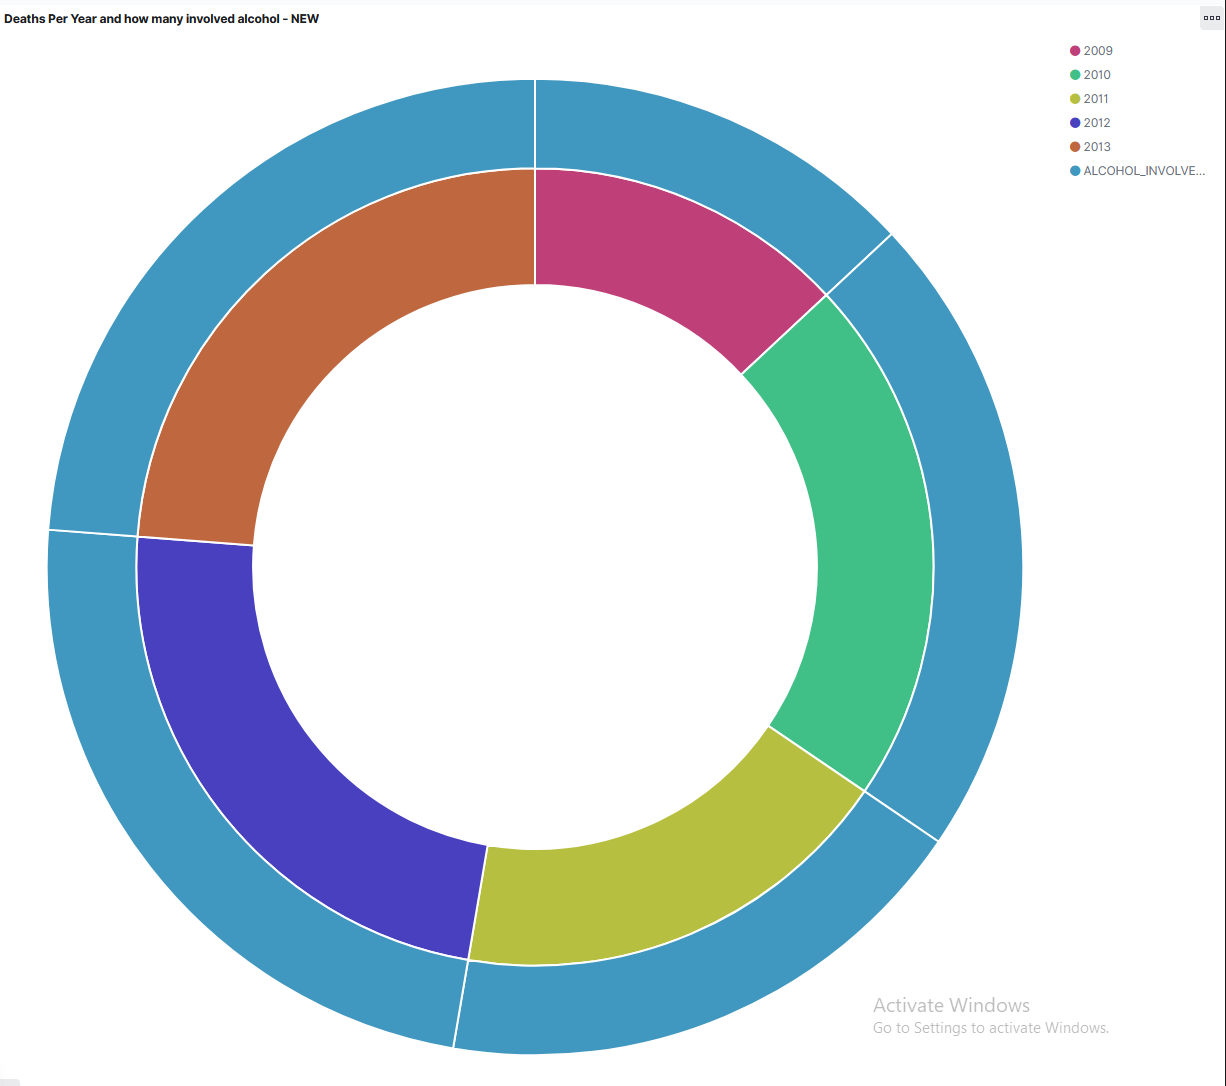 Deaths Per Year and how many involved alcohol - NEW
2009
2010
2011
2012
2013
ALCOHOL_INVOLVE...
Activate Windows
Go to Settings to activate Windows.